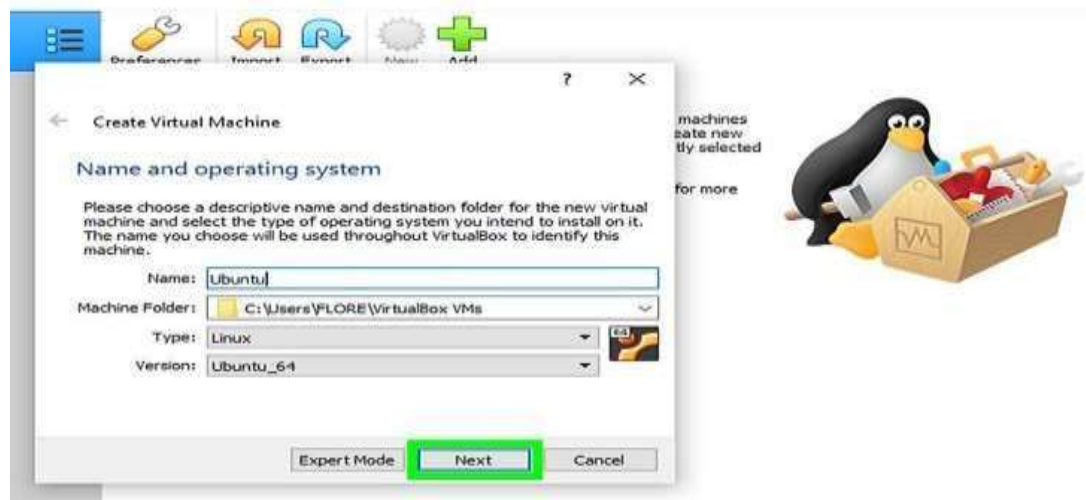 Preferences Import Export New Add
? ×
Create Virtual Machine
machines
eate new
tly selected
Name and operating system
for more
Please choose a descriptive name and destination folder for the new virtual
machine and select the type of operating system you intend to install on it.
The name you choose will be used throughout VirtualBox to identify this
machine.
Name: Ubuntu
Machine Folder: C:\Users\FLORE\VirtualBox VMs
Type: Linux
64
Version: Ubuntu_64
Expert Mode Next Cancel